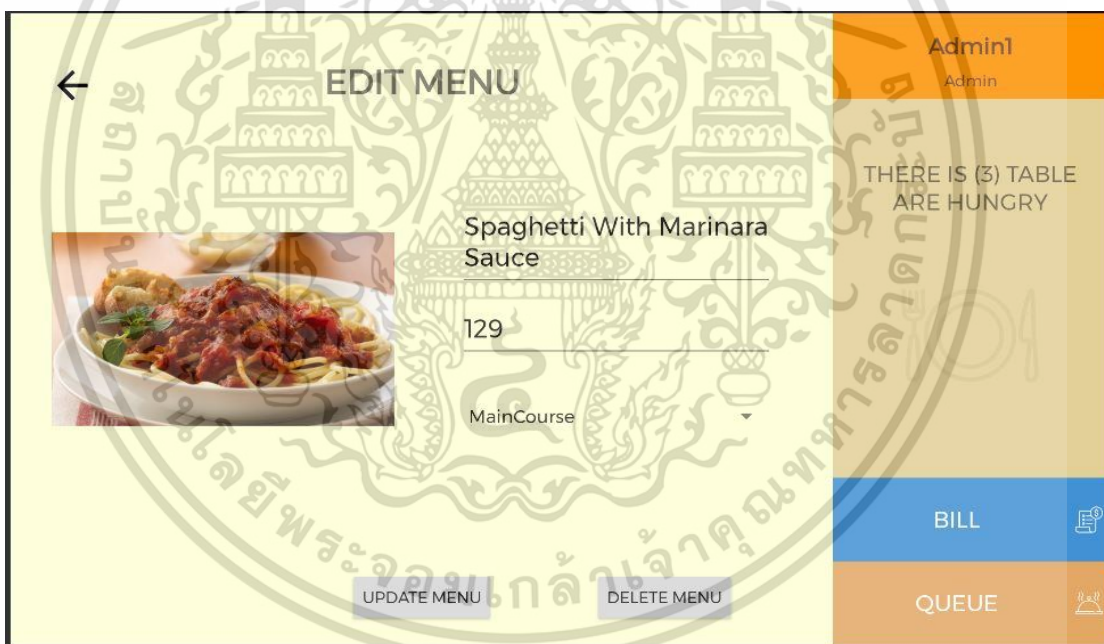 EDIT MENU
Spaghetti With Marinara
Sauce
129
MainCourse
UPDATE MENU
DELETE MENU
Admin1
Admin
THERE IS (3) TABLE
ARE HUNGRY
BILL
QUEUE